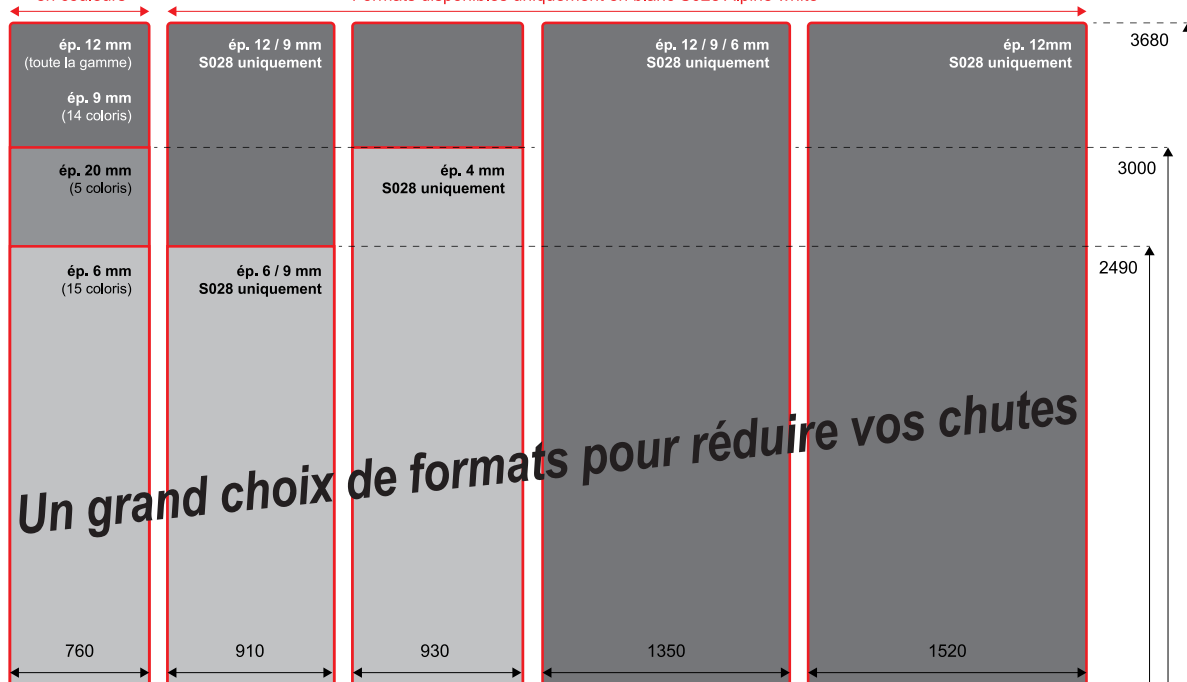 ép. 12 mm
(toute la gamme)
ép. 9 mm
(14 coloris)
ép. 20 mm
(5 coloris)
ép. 6 mm
(15 coloris)
ép. 12 / 9 mm
S028 uniquement
ép. 6 / 9 mm
S028 uniquement
ép. 4 mm
S028 uniquement
ép. 12 / 9 / 6 mm
S028 uniquement
ép. 12mm
S028 uniquement
3680
3000
2490
Un grand choix de formats pour réduire vos chutes
760
910
930
1350
1520